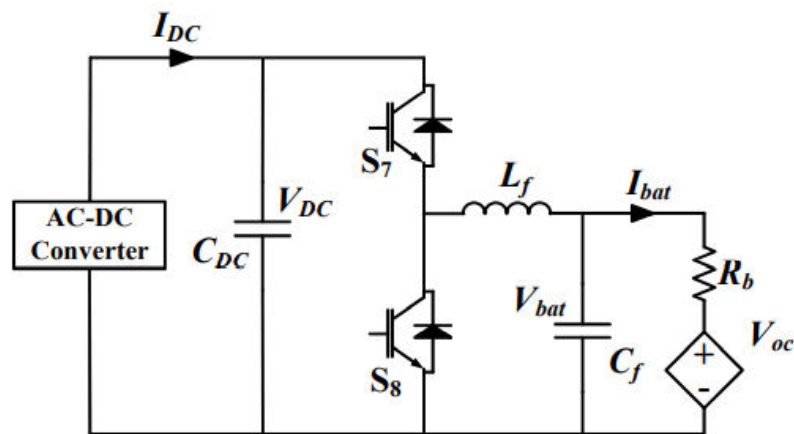 I_DC
S7
L_f
I_bat
V_DC
AC-DC
Converter
C_DC
R_b
V_bat
V_oc
+
-
C_f
S8